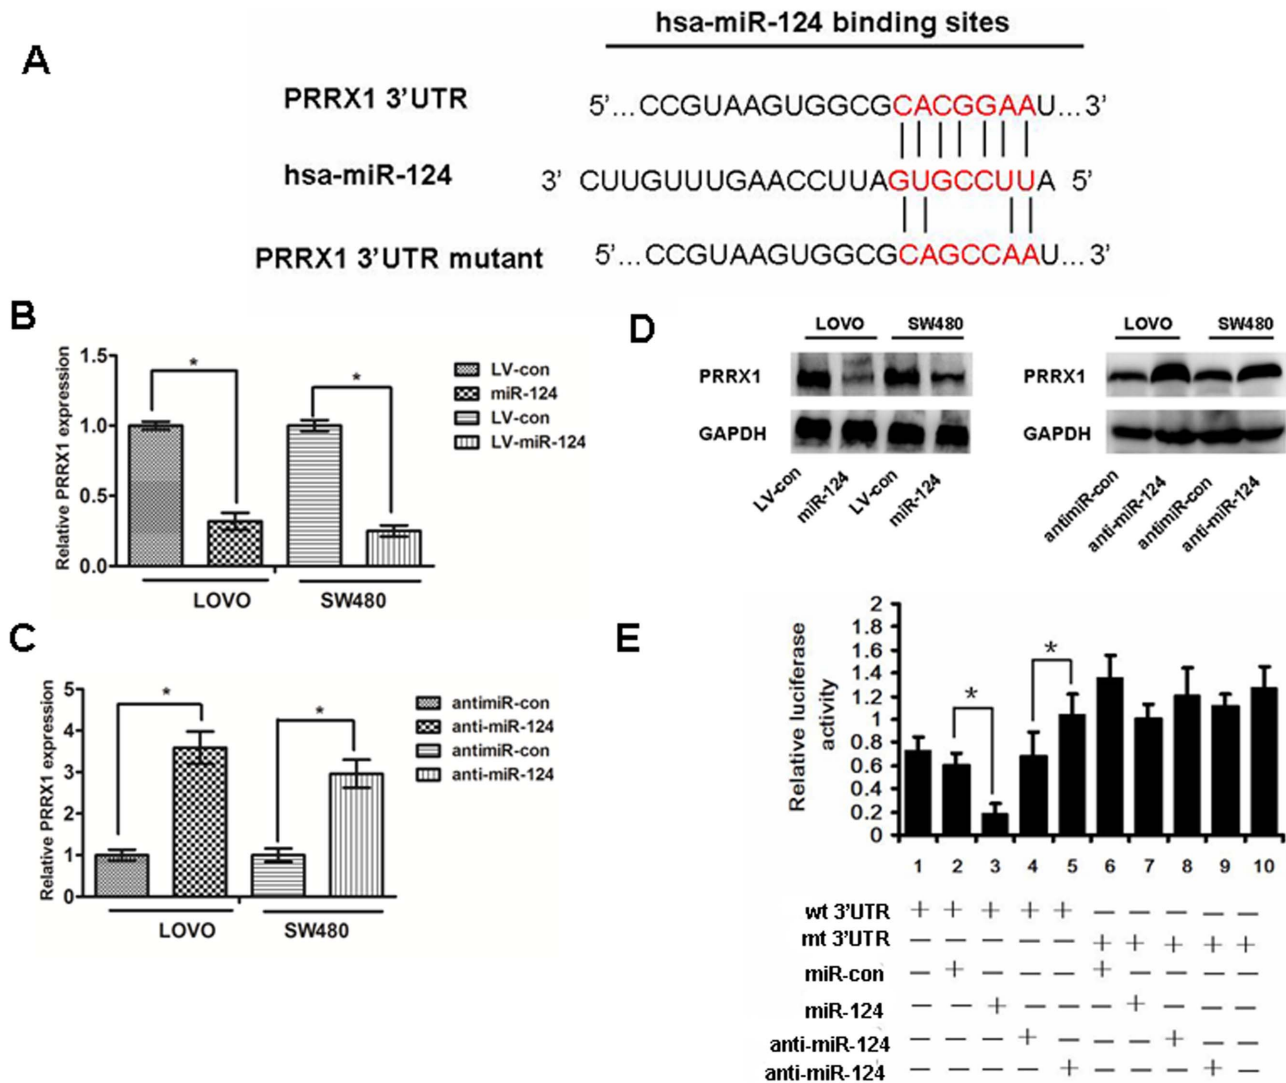 A
hsa-miR-124 binding sites
PRRX1 3'UTR
5'... CCGUAAGUGGCGCACGGAAU... 3'
hsa-miR-124
3' CUUGUUUGAACCUUAGUGCCUUA 5'
PRRX1 3'UTR mutant
5'... CCGUAAGUGGCGCAGCCAAU... 3'
B
Relative PRRX1 expression
1.5
1.0
0.5
0.0
*
*
LV-con
miR-124
LV-con
LV-miR-124
LOVO
SW480
C
Relative PRRX1 expression
5
4
3
2
1
0
*
*
antimiR-con
anti-miR-124
antimiR-con
anti-miR-124
LOVO
SW480
D
LOVO
SW480
PRRX1
GAPDH
LV-con
miR-124
LV-con
miR-124
LOVO
SW480
PRRX1
GAPDH
antimiR-con
anti-miR-124
antimiR-con
anti-miR-124
E
Relative luciferase
activity
2
1.8
1.6
1.4
1.2
1
0.8
0.6
0.4
0.2
0
*
*
1 2 3 4 5 6 7 8 9 10
wt 3'UTR + + + + + — — — — —
mt 3'UTR — — — — — + + + + +
miR-con — + — — — + — — — —
miR-124 — — + — — — + — — —
anti-miR-124 — — — + — — — + — —
anti-miR-124 — — — — + — — — + —